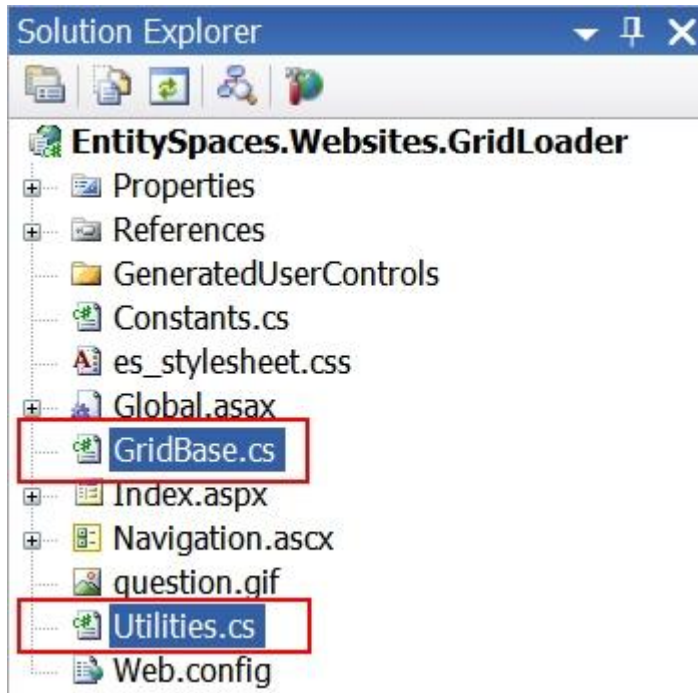 Solution Explorer
EntitySpaces.Websites.GridLoader
Properties
References
GeneratedUserControls
Constants.cs
es_stylesheet.css
Global.asax
GridBase.cs
Index.aspx
Navigation.ascx
question.gif
Utilities.cs
Web.config